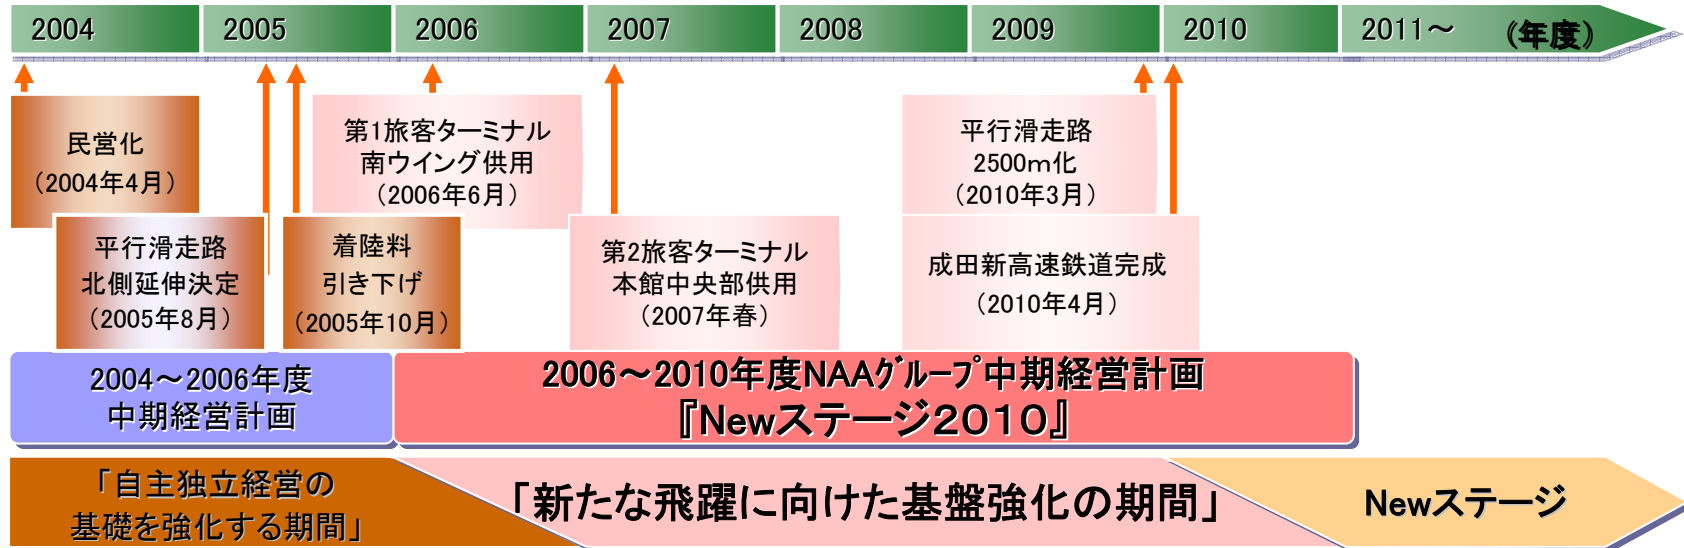 2004
2005
2006
2007
2008
2009
2010
2011～
(年度)
民営化
(2004年4月)
第1旅客ターミナル
南ウイング供用
(2006年6月)
平行滑走路
2500m化
(2010年3月)
平行滑走路
北側延伸決定
(2005年8月)
着陸料
引き下げ
(2005年10月)
第2旅客ターミナル
本館中央部供用
(2007年春)
成田新高速鉄道完成
(2010年4月)
2004～2006年度
中期経営計画
2006～2010年度NAAグループ中期経営計画
『Newステージ2010』
「自主独立経営の
基礎を強化する期間」
「新たな飛躍に向けた基盤強化の期間」
Newステージ